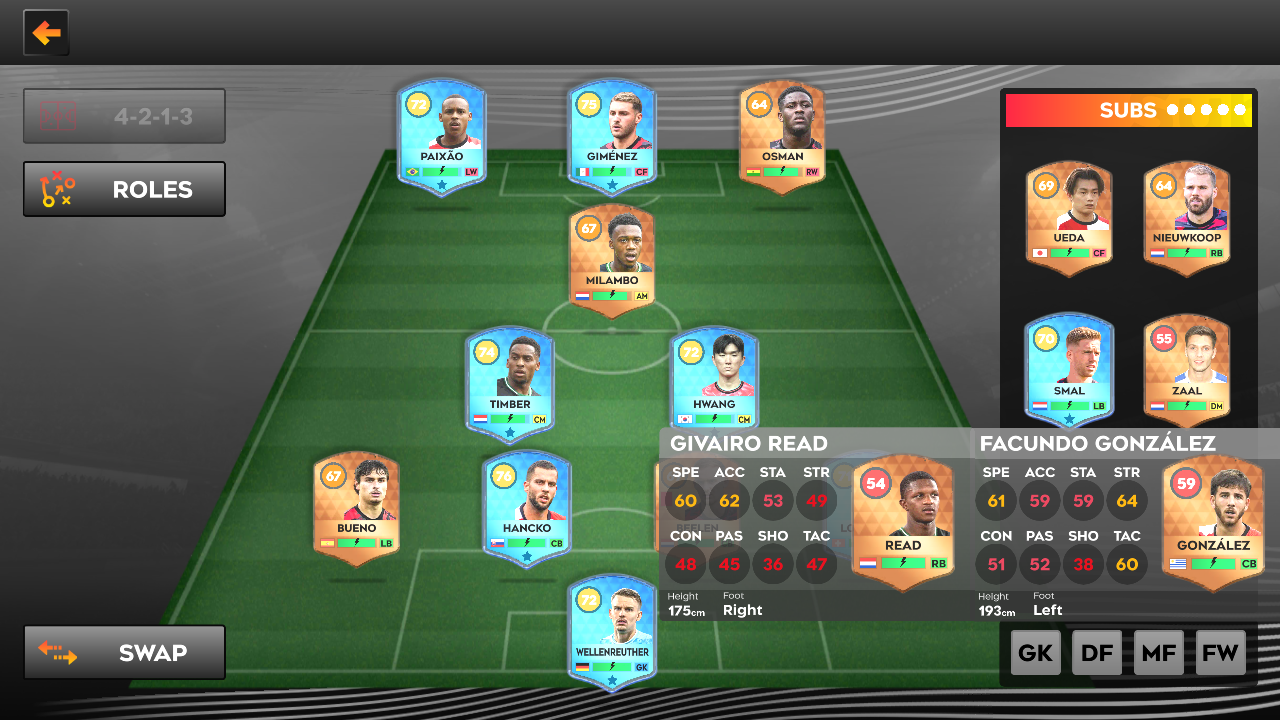 4-2-1-3
ROLES
SUBS
72
PAIXÃO
LW
75
GIMÉNEZ
CF
64
OSMAN
RW
69
UEDA
CF
64
NIEUWKOOP
RB
67
MILAMBO
AM
74
TIMBER
CM
72
HWANG
CM
70
SMAL
LB
55
ZAAL
DM
67
BUENO
LB
76
HANCKO
CB
BEELEN
GIVAIRO READ
SPE ACC STA STR
60 62 53 49
CON PAS SHO TAC
48 45 36 47
Height Foot
175cm Right
54
READ
RB
FACUNDO GONZÁLEZ
SPE ACC STA STR
61 59 59 64
CON PAS SHO TAC
51 52 38 60
Height Foot
193cm Left
59
GONZÁLEZ
CB
72
WELLENREUTHER
GK
SWAP
GK DF MF FW